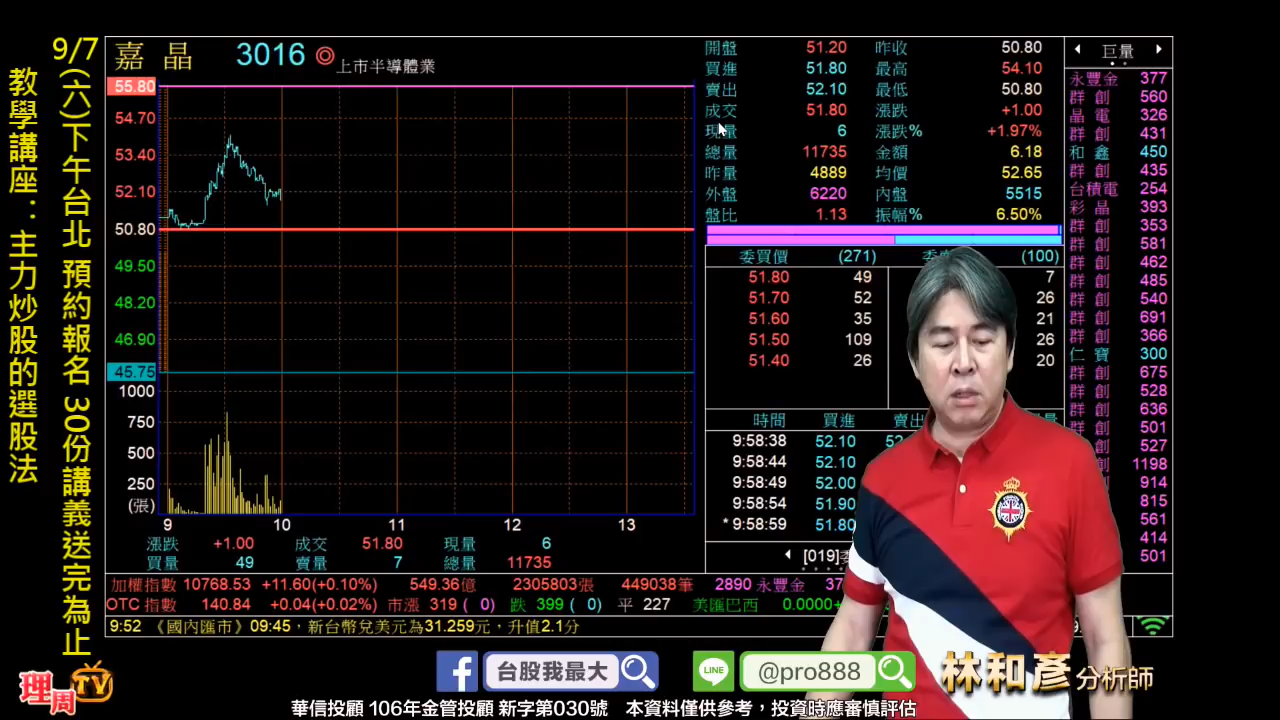 9/7(六)下午台北 預約報名 30份講義送完為止
教學講座：主力炒股的選股法
嘉晶 3016 ◎上市半導體業
55.80
54.70
53.40
52.10
50.80
49.50
48.20
46.90
45.75
1000
750
500
250
(張)
9 10 11 12 13
漲跌 +1.00 成交 51.80 現量 6
買量 49 賣量 7 總量 11735
開盤 51.20 昨收 50.80
買進 51.80 最高 54.10
賣出 52.10 最低 50.80
成交 51.80 漲跌 +1.00
現量 6 漲跌% +1.97%
總量 11735 金額 6.18
昨量 4889 均價 52.65
外盤 6220 內盤 5515
盤比 1.13 振幅% 6.50%
委買價 (271) (100)
51.80 49 7
51.70 52 26
51.60 35 21
51.50 109 26
51.40 26 20
時間 買進 賣出
9:58:38 52.10
9:58:44 52.10
9:58:49 52.00
9:58:54 51.90
*9:58:59 51.80
[019]
巨量
永豐金 377
群創 560
晶電 326
群創 431
和鑫 450
群創 435
台積電 254
彩晶 393
群創 353
群創 581
群創 462
群創 485
群創 540
群創 691
群創 366
仁寶 300
群創 675
群創 528
群創 636
群創 501
群創 527
創 1198
914
815
561
414
501
加權指數 10768.53 +11.60(+0.10%) 549.36億 2305803張 449038筆 2890 永豐金
OTC 指數 140.84 +0.04(+0.02%) 市漲 319 ( 0) 跌 399 ( 0) 平 227 美匯巴西 0.0000
9:52 《國內匯市》09:45，新台幣兌美元為31.259元，升值2.1分
理周TV
台股我最大
LINE @pro888
林和彥 分析師
華信投顧 106年金管投顧 新字第030號 本資料僅供參考，投資時應審慎評估